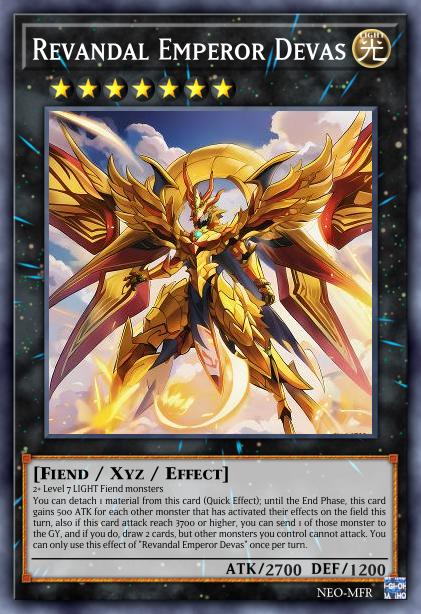 REVANDAL EMPEROR DEVAS
LIGHT
光
[FIEND / XYZ / EFFECT]
2+ Level 7 LIGHT Fiend monsters
You can detach 1 material from this card (Quick Effect); until the End Phase, this card
gains 500 ATK for each other monster that has activated their effects on the field this
turn, also if this card attack reach 3700 or higher, you can send 1 of those monster to
the GY, and if you do, draw 2 cards, but other monsters you control cannot attack. You
can only use this effect of "Revandal Emperor Devas" once per turn.
ATK/2700 DEF/1200
NEO-MFR